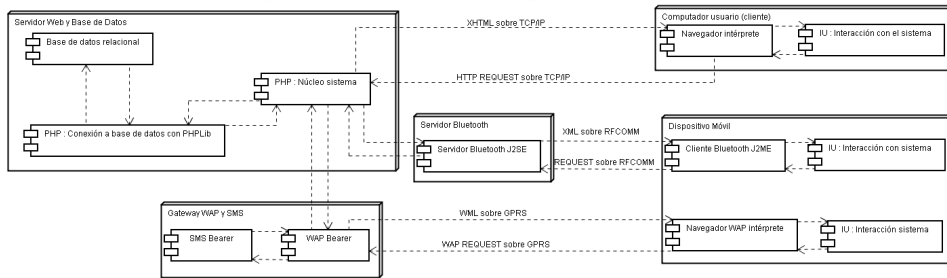 Servidor Web y Base de Datos
Base de datos relacional
PHP : Núcleo sistema
PHP : Conexión a base de datos con PHPLib
XHTML sobre TCP/IP
HTTP REQUEST sobre TCP/IP
Computador usuario (cliente)
Navegador intérprete
IU : Interacción con el sistema
Servidor Bluetooth
Servidor Bluetooth J2SE
XML sobre RFCOMM
REQUEST sobre RFCOMM
Dispositivo Móvil
Cliente Bluetooth J2ME
IU : Interacción con sistema
Gateway WAP y SMS
SMS Bearer
WAP Bearer
WML sobre GPRS
WAP REQUEST sobre GPRS
Navegador WAP intérprete
IU : Interacción sistema